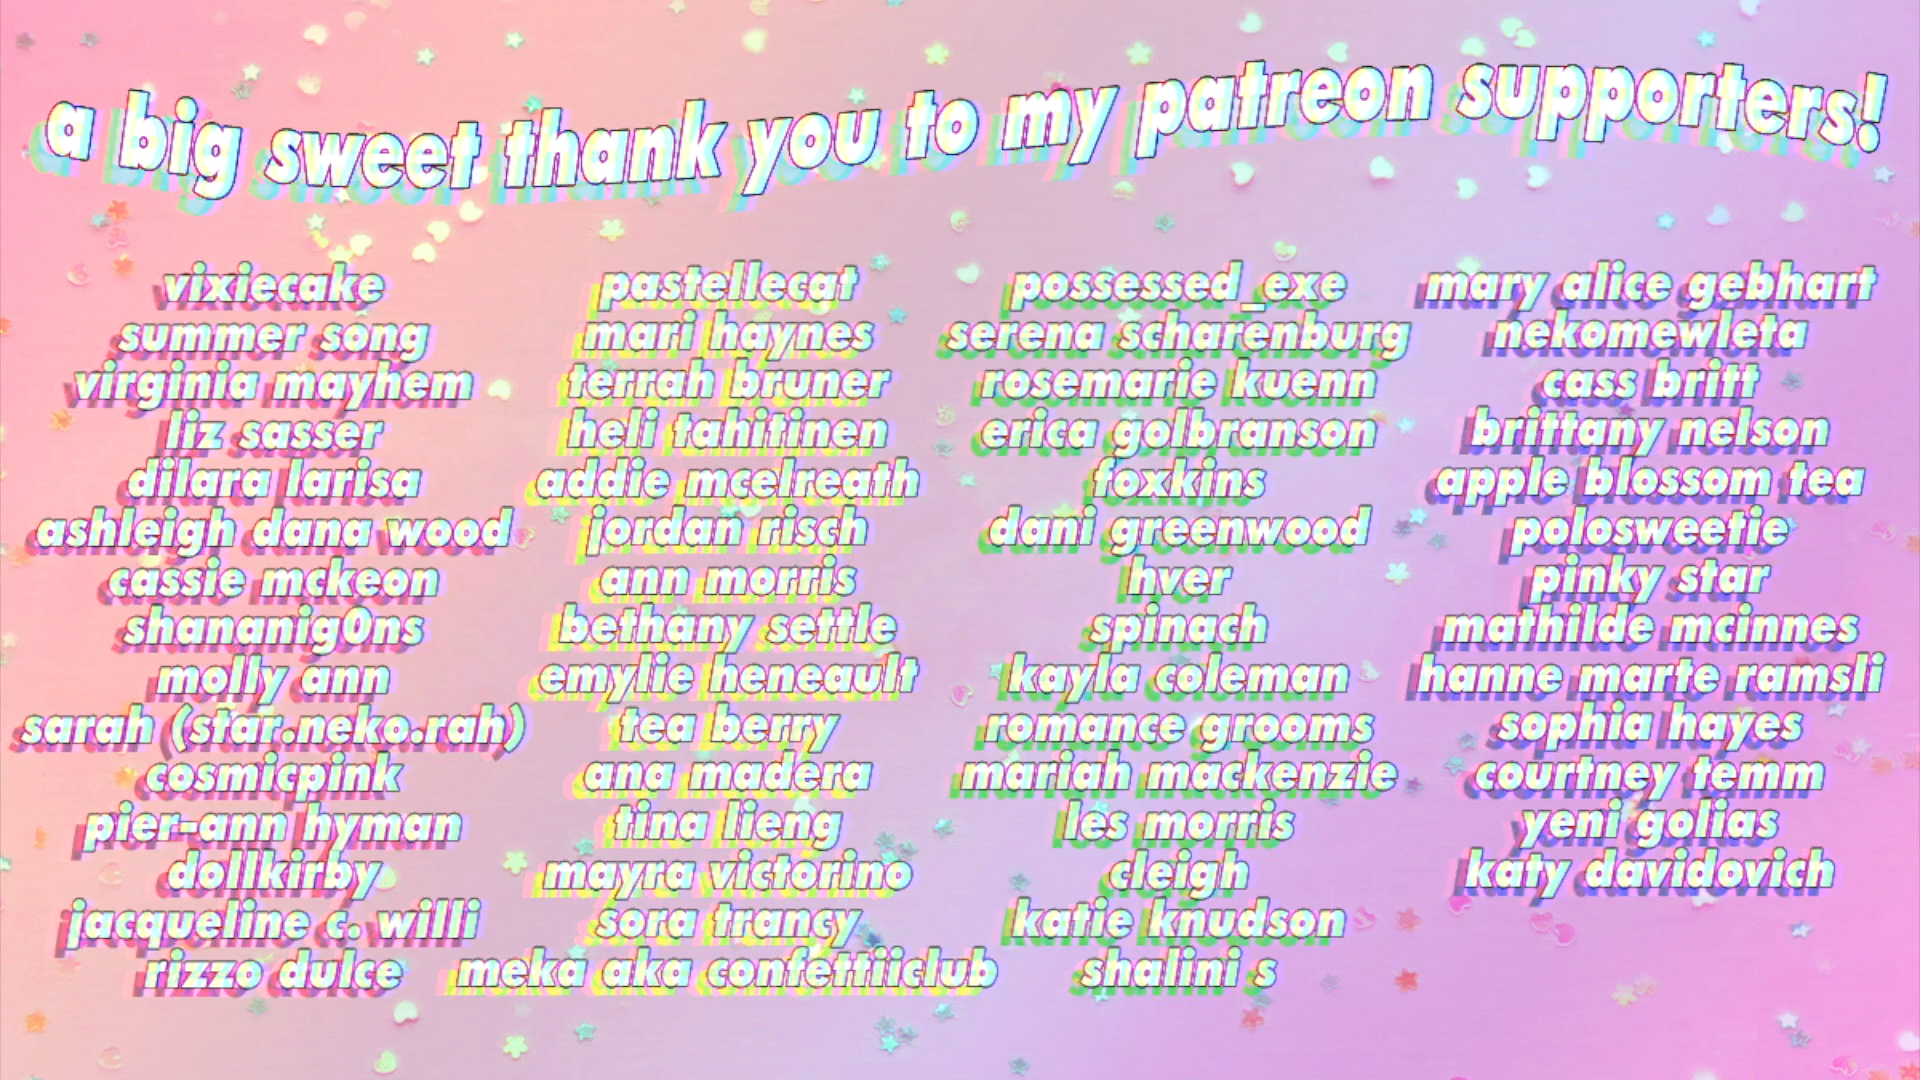 a big sweet thank you to my patreon supporters!
vixiecake
summer song
virginia mayhem
liz sasser
dilara larisa
ashleigh dana wood
cassie mckeon
shananig0ns
molly ann
sarah (star.neko.rah)
cosmicpink
pier-ann hyman
dollkirby
jacqueline c. willi
rizzo dulce
pastellecat
mari haynes
terrah bruner
heli tahitinen
addie mcelreath
jordan risch
ann morris
bethany settle
emylie heneault
tea berry
ana madera
tina lieng
mayra victorino
sora trancy
meka aka confettiiclub
possessed_exe
serena scharenburg
rosemarie kuenn
erica golbranson
foxkins
dani greenwood
hver
spinach
kayla coleman
romance grooms
mariah mackenzie
les morris
cleigh
katie knudson
shalini s
mary alice gebhart
nekomewleta
cass britt
brittany nelson
apple blossom tea
polosweetie
pinky star
mathilde mcinnes
hanne marte ramsli
sophia hayes
courtney temm
yeni golias
katy davidovich